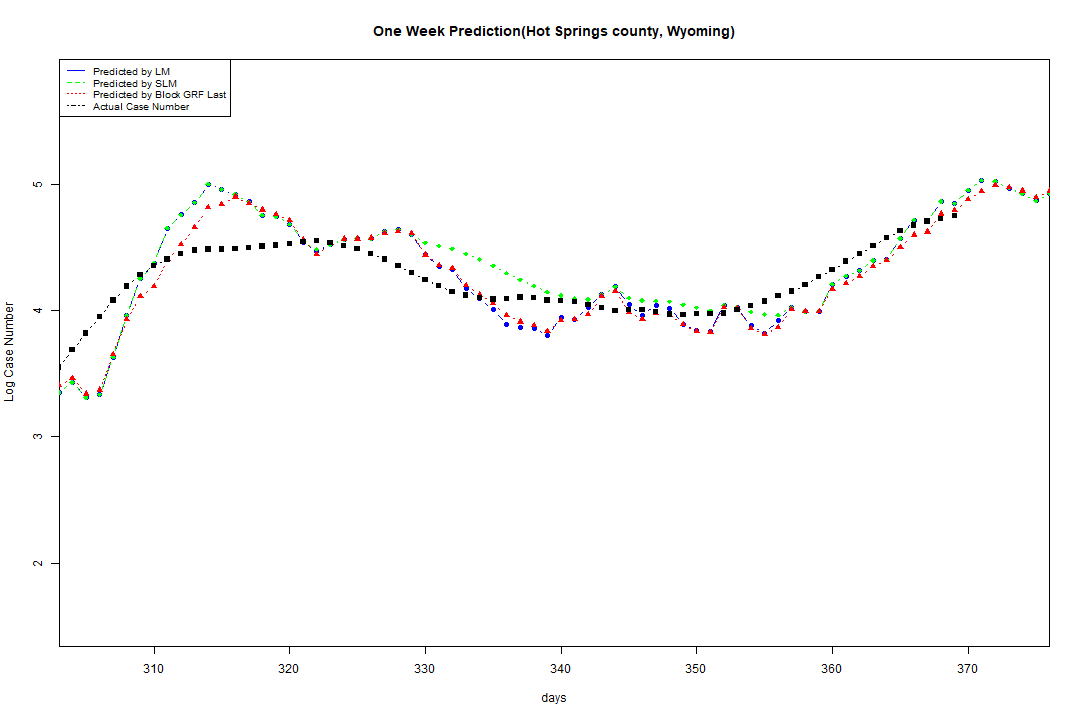 One Week Prediction(Hot Springs county, Wyoming)
Predicted by LM
Predicted by SLM
Predicted by Block GRF Last
Actual Case Number
5
4
3
2
Log Case Number
310 320 330 340 350 360 370
days